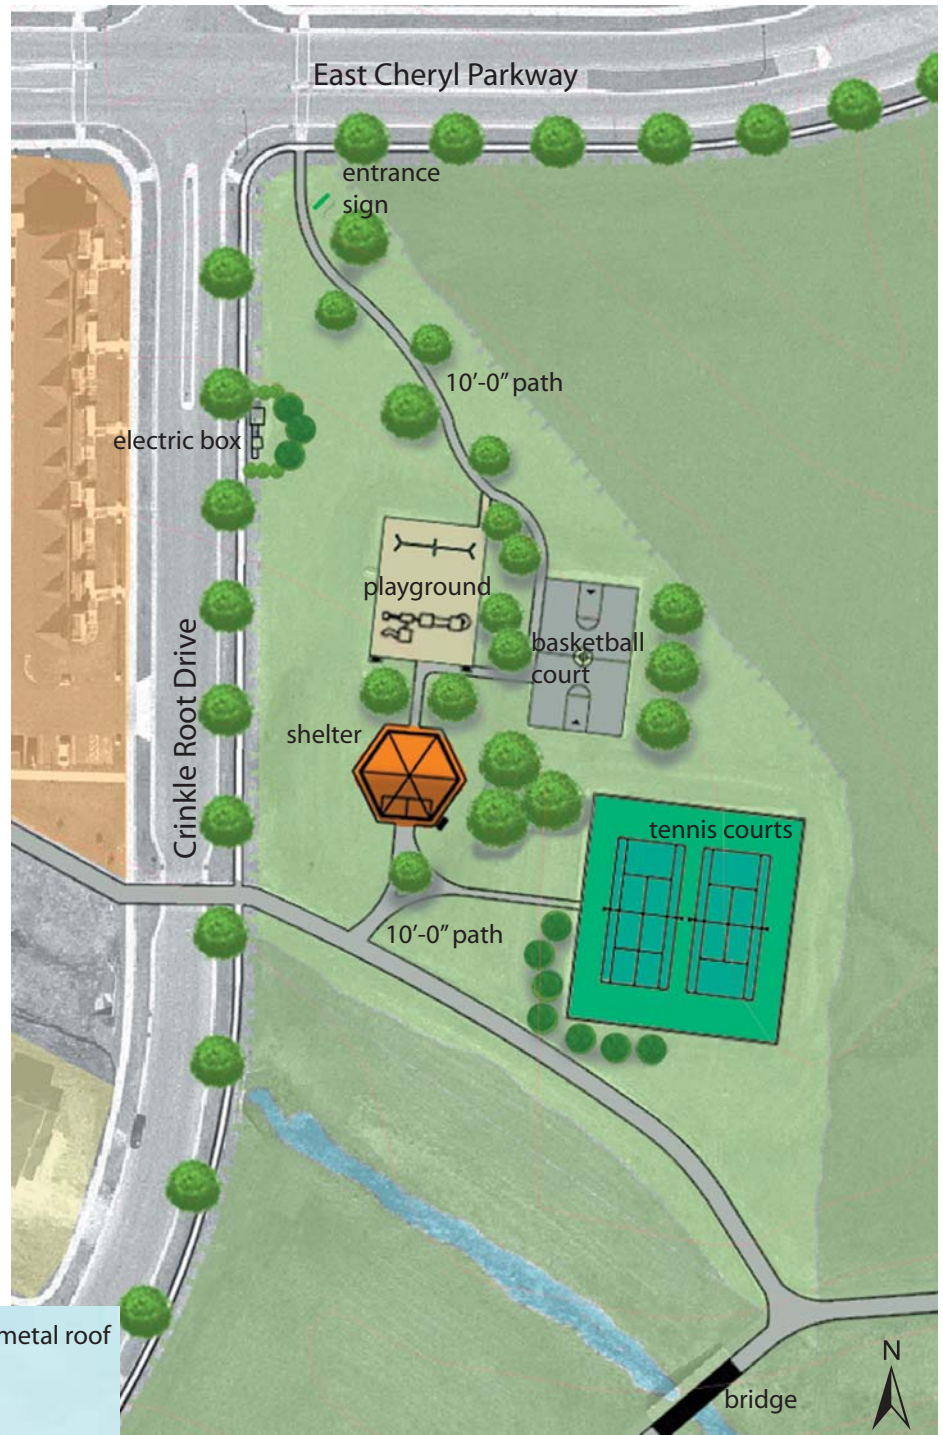 East Cheryl Parkway
entrance
sign
10'-0” path
electric box
playground
basketball
court
Crinkle Root Drive
shelter
tennis courts
10'-0” path
metal roof
N
bridge